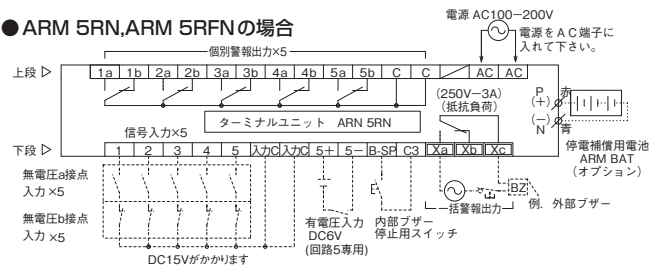 ●ARM 5RN,ARM 5RFNの場合
電源 AC100−200V
電源をAC端子に
入れて下さい。
個別警報出力×5
上段 ▷ 1a 1b 2a 2b 3a 3b 4a 4b 5a 5b C C AC AC
(250V−3A)
(抵抗負荷)
P 赤
(+)
(−)
N 青
ターミナルユニット ARN 5RN
信号入力×5
停電補償用電池
ARM BAT
(オプション)
下段 ▷ 1 2 3 4 5 入力C 入力C 5+ 5− B-SP C3 Xa Xb Xc
無電圧a接点
入力 ×5
無電圧b接点
入力 ×5
BZ
例. 外部ブザー
一括警報出力
有電圧入力
DC6V
(回路5専用)
内部ブザー
停止用スイッチ
DC15Vがかかります